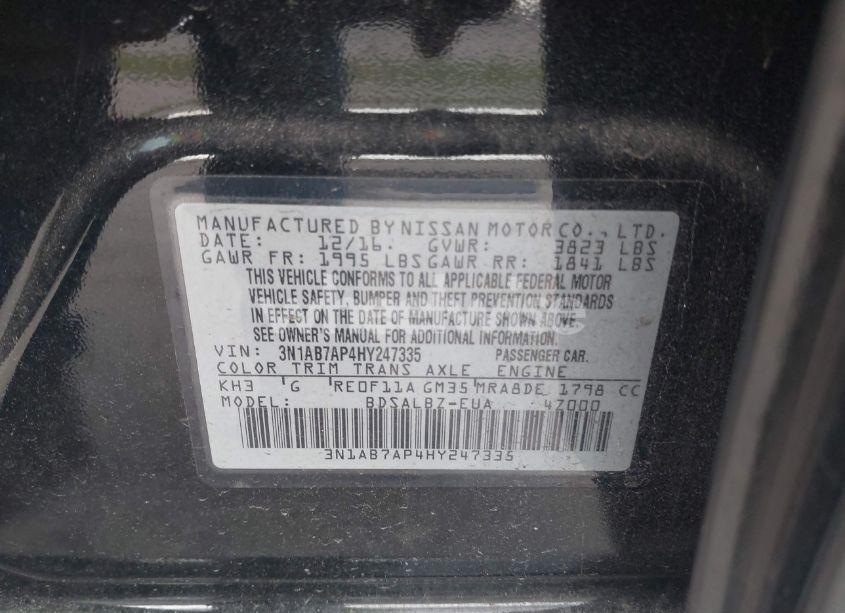 MANUFACTURED BY NISSAN MOTOR CO., LTD.
DATE: 12/16. GVWR: 3823 LBS
GAWR FR: 1995 LBS GAWR RR: 1841 LBS
THIS VEHICLE CONFORMS TO ALL APPLICABLE FEDERAL MOTOR
VEHICLE SAFETY, BUMPER AND THEFT PREVENTION STANDARDS
IN EFFECT ON THE DATE OF MANUFACTURE SHOWN ABOVE.
SEE OWNER'S MANUAL FOR ADDITIONAL INFORMATION.
VIN: 3N1AB7AP4HY247335 PASSENGER CAR.
COLOR TRIM TRANS AXLE ENGINE
KH3 G RE0F11A GM35 MRA8DE 1798 CC
MODEL: BDSALBZ-EUA 47000
3N1AB7AP4HY247335